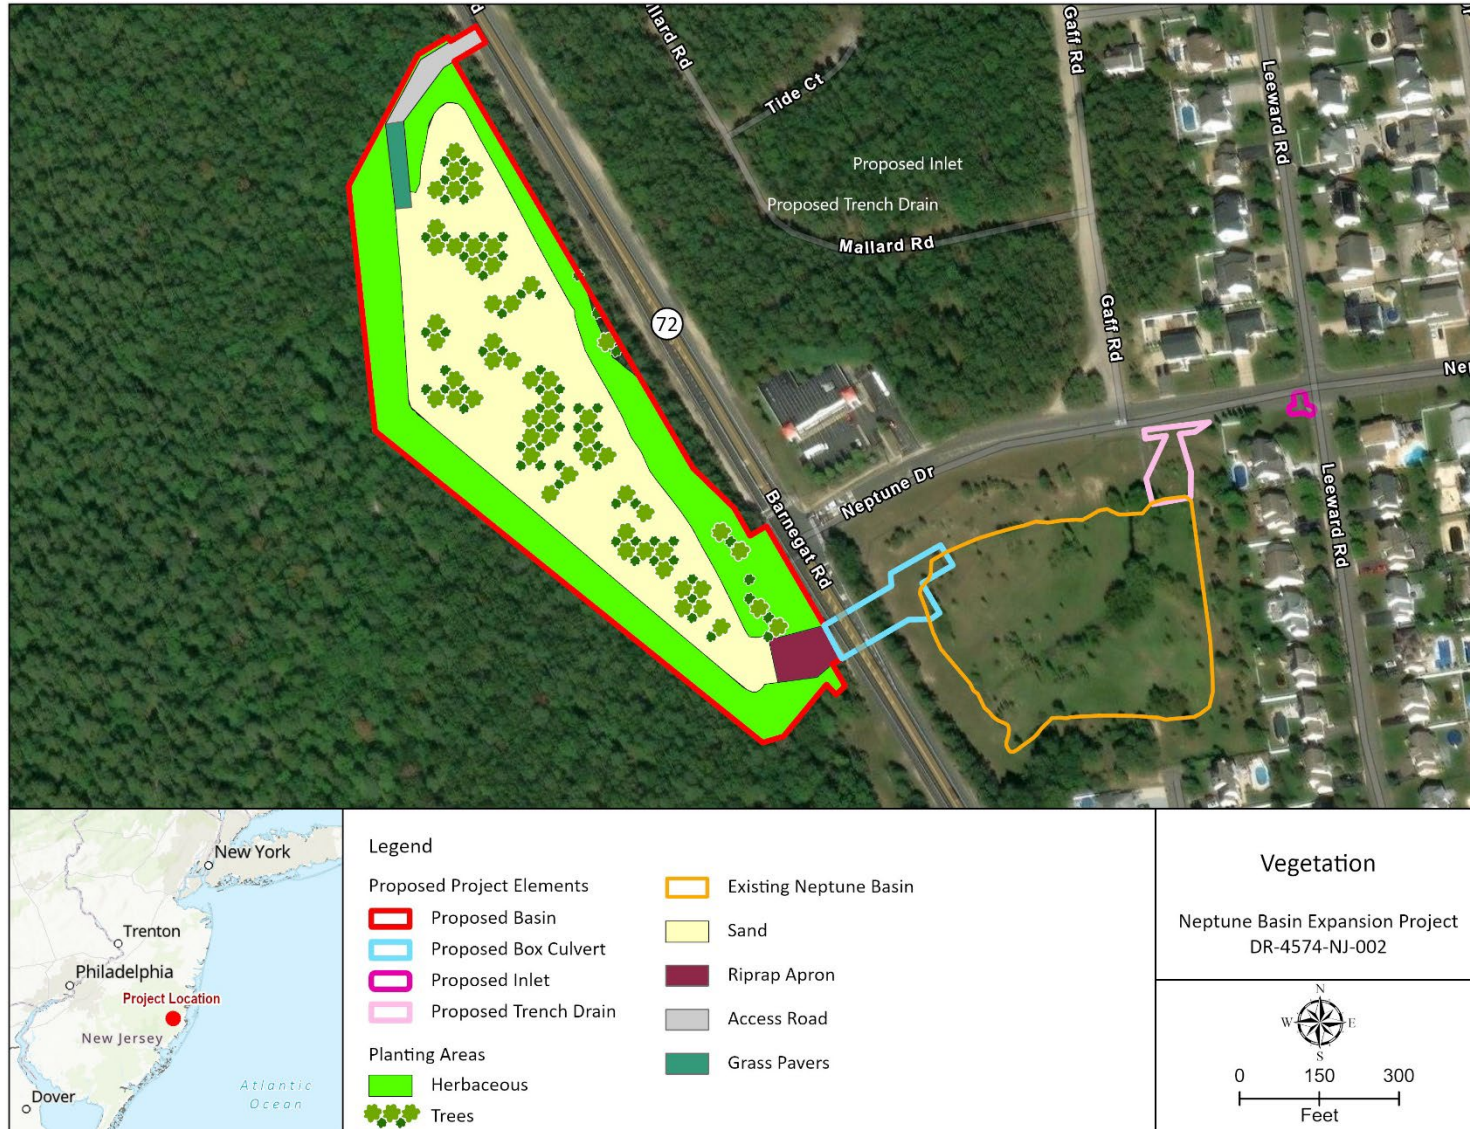 d
allard Rd
Gaff Rd
Dr
Tide Ct
Leeward Rd
Proposed Inlet
Proposed Trench Drain
Mallard Rd
72
Gaff Rd
Nep
Neptune Dr
Barnegat Rd
Leeward Rd
New York
Trenton
Philadelphia
Project Location
New Jersey
Atlantic
Ocean
Dover
Legend
Proposed Project Elements
Proposed Basin
Proposed Box Culvert
Proposed Inlet
Proposed Trench Drain
Planting Areas
Herbaceous
Trees
Existing Neptune Basin
Sand
Riprap Apron
Access Road
Grass Pavers
Vegetation
Neptune Basin Expansion Project
DR-4574-NJ-002
N
W E
S
0 150 300
Feet